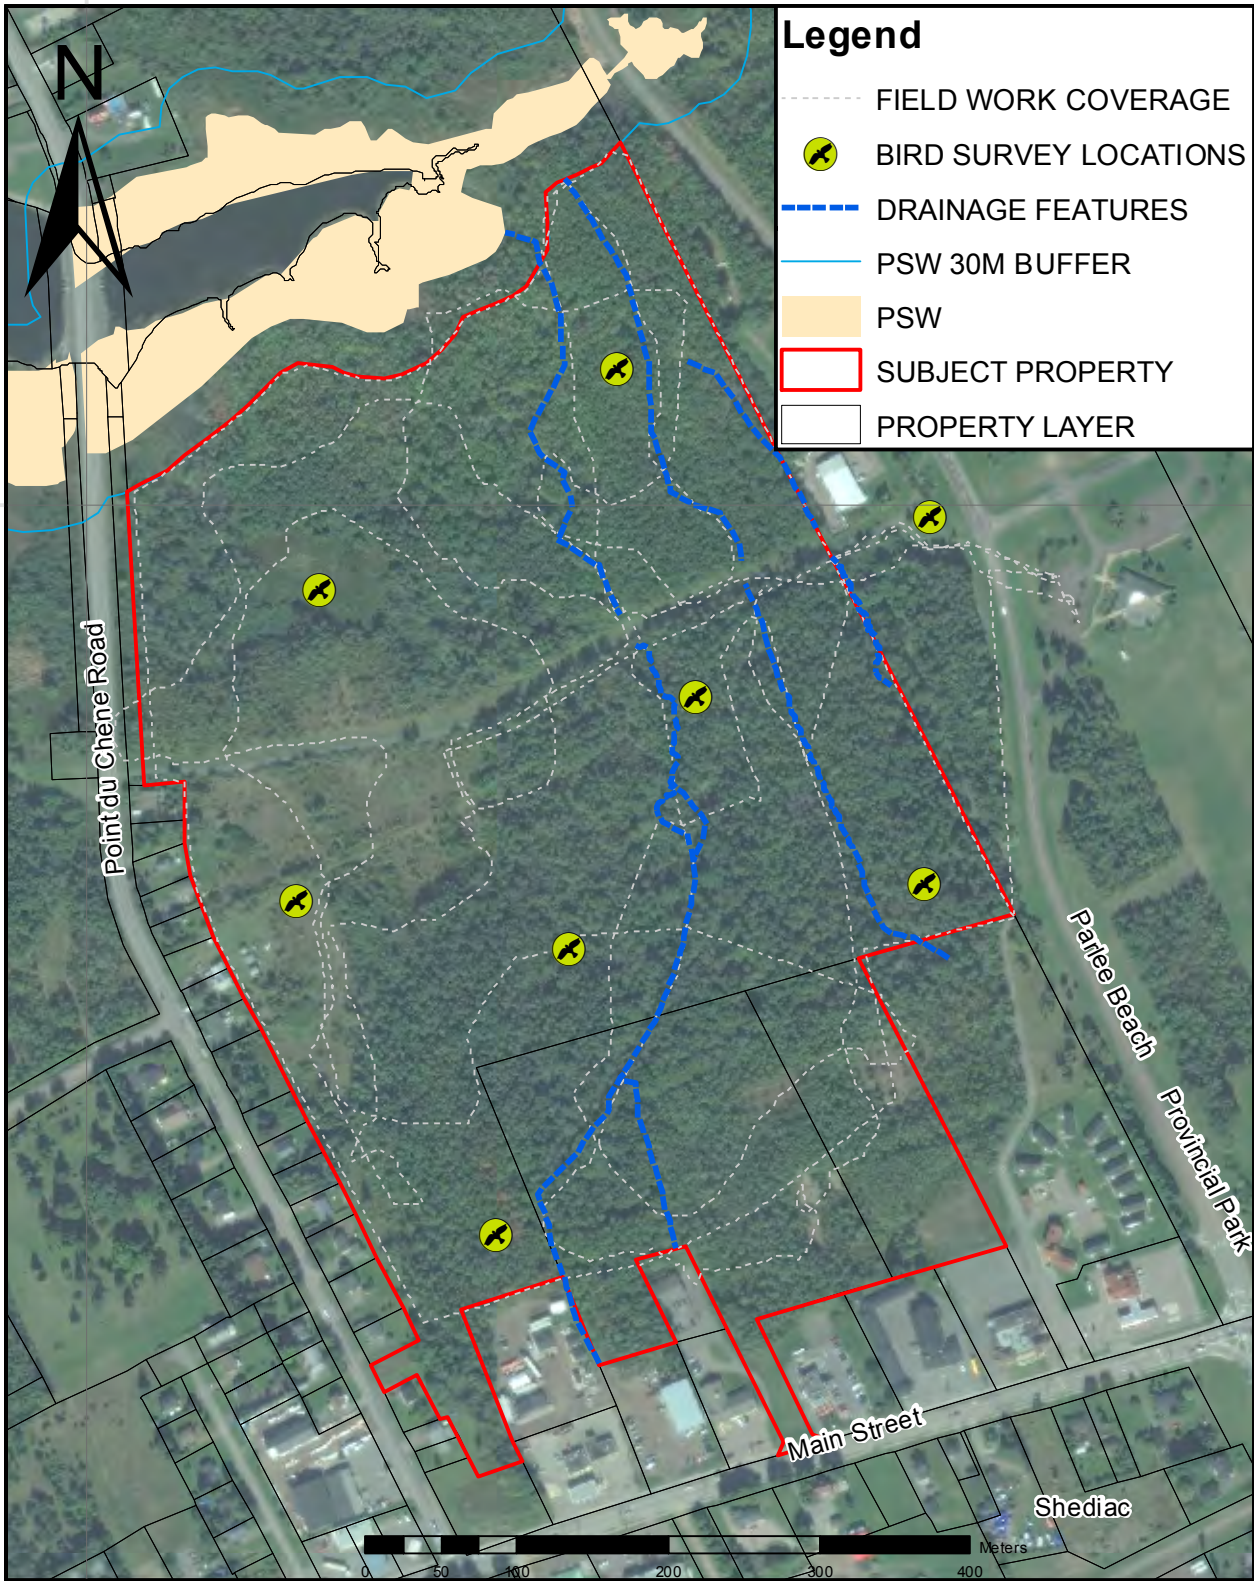 N
Legend
FIELD WORK COVERAGE
BIRD SURVEY LOCATIONS
DRAINAGE FEATURES
PSW 30M BUFFER
PSW
SUBJECT PROPERTY
PROPERTY LAYER
Point du Chene Road
Parlee Beach
Provincial Park
Main Street
Shediac
Meters
0 50 100 200 300 400